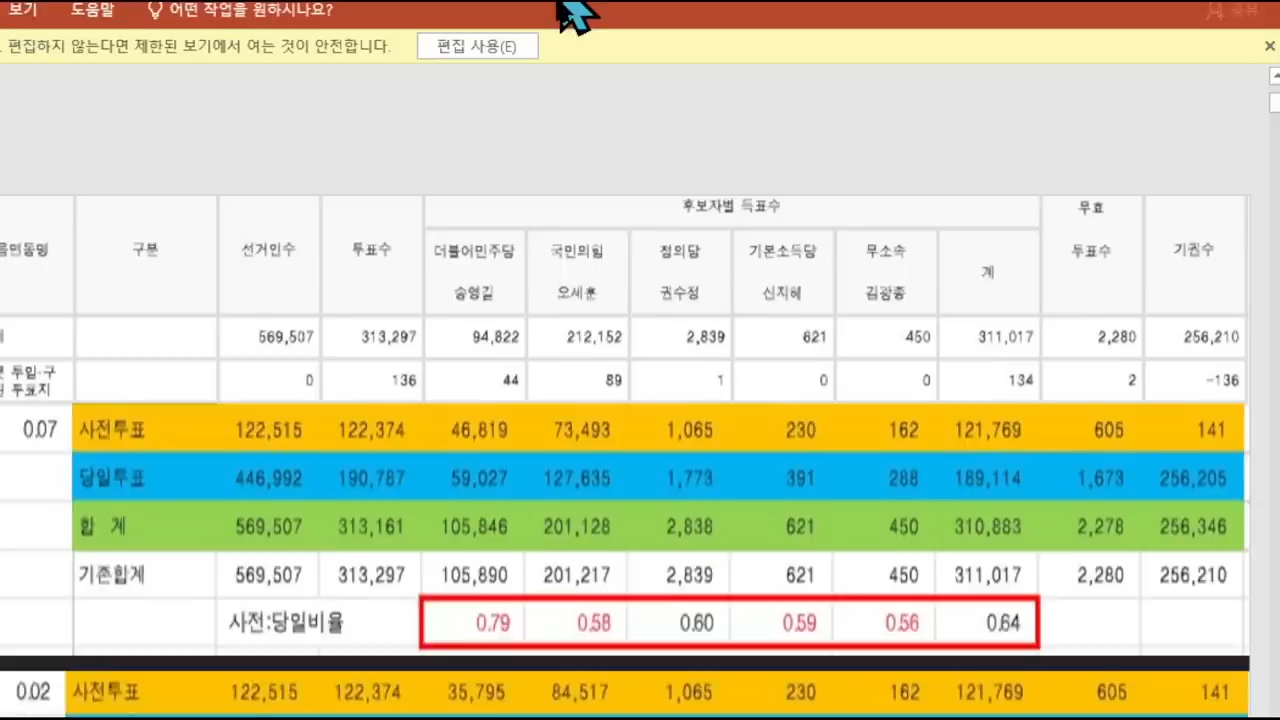 보기 도움말 어떤 작업을 원하시나요? 공유
편집하지 않는다면 제한된 보기에서 여는 것이 안전합니다. 편집 사용(E)
후보자별 득표수 무효
읍면동명 구분 선거인수 투표수 더불어민주당 국민의힘 정의당 기본소득당 무소속 계 투표수 기권수
송영길 오세훈 권수정 신지혜 김광종
569,507 313,297 94,822 212,152 2,839 621 450 311,017 2,280 256,210
투입·구
투표지 0 136 44 89 1 0 0 134 2 -136
0.07 사전투표 122,515 122,374 46,819 73,493 1,065 230 162 121,769 605 141
당일투표 446,992 190,787 59,027 127,635 1,773 391 288 189,114 1,673 256,205
합 계 569,507 313,161 105,846 201,128 2,838 621 450 310,883 2,278 256,346
기존합계 569,507 313,297 105,890 201,217 2,839 621 450 311,017 2,280 256,210
사전:당일비율 0.79 0.58 0.60 0.59 0.56 0.64
0.02 사전투표 122,515 122,374 35,795 84,517 1,065 230 162 121,769 605 141